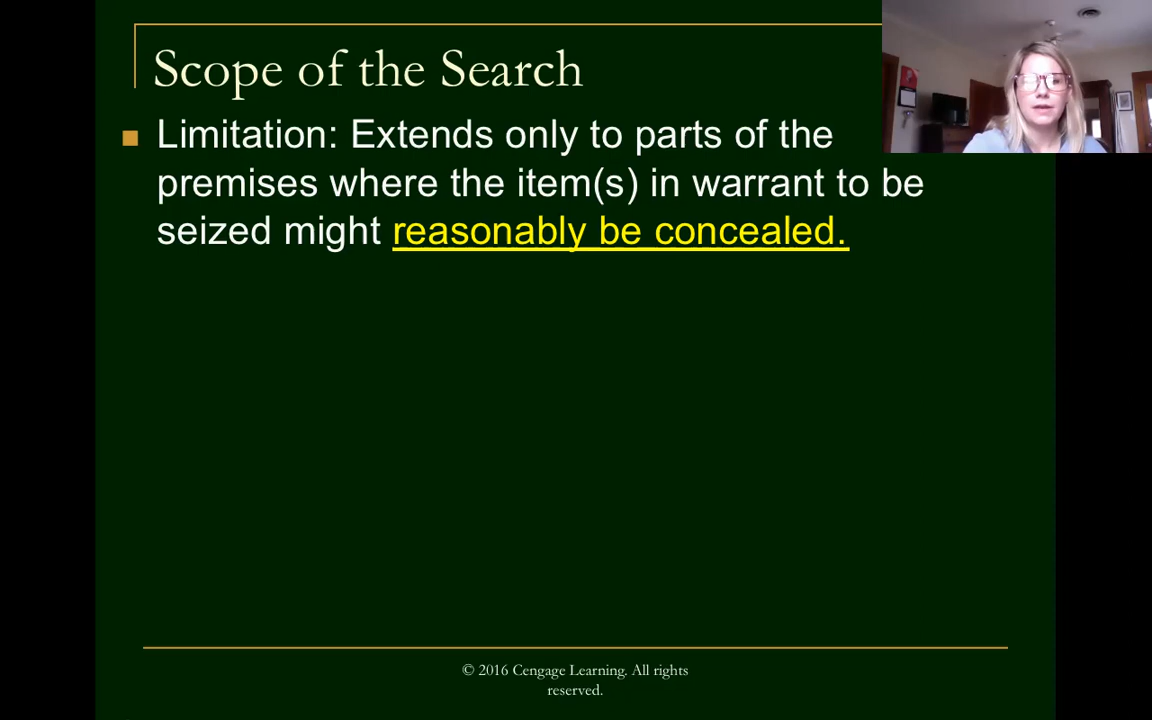 Scope of the Search
Limitation: Extends only to parts of the
premises where the item(s) in warrant to be
seized might reasonably be concealed.
© 2016 Cengage Learning. All rights
reserved.